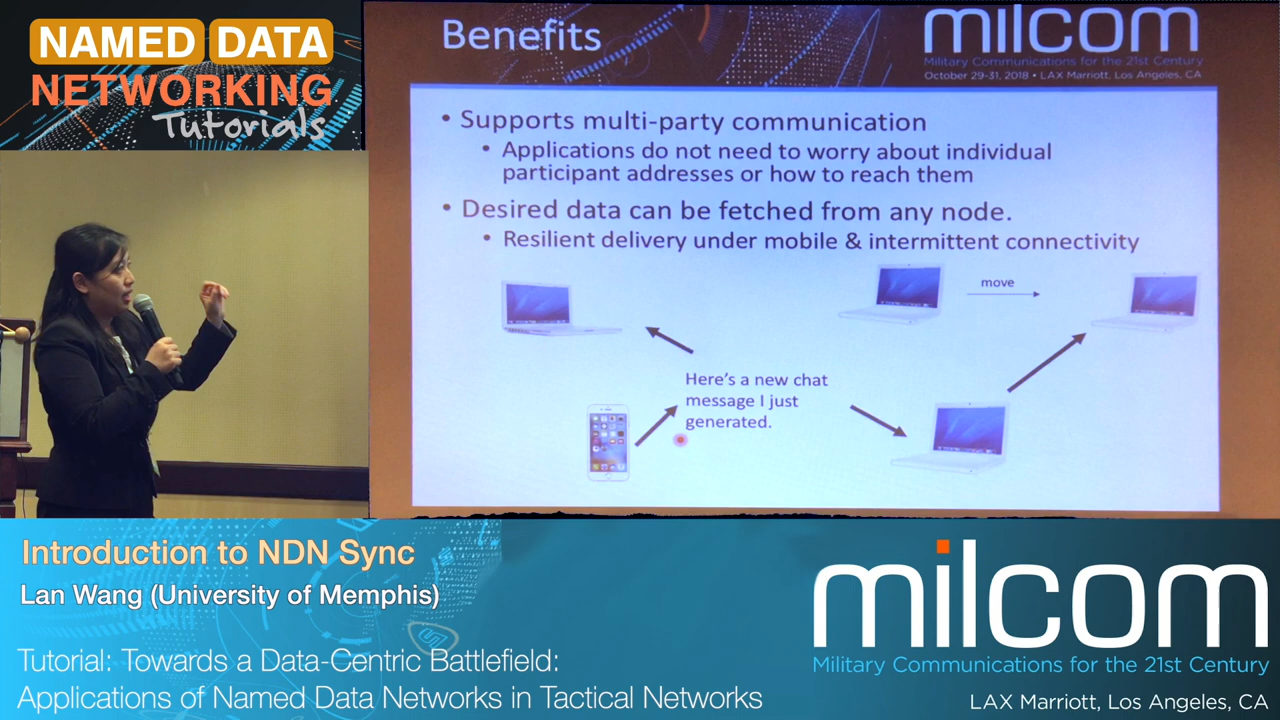 NAMED DATA
NETWORKING
Tutorials
Benefits
milcom
Military Communications for the 21st Century
October 29-31, 2018 • LAX Marriott, Los Angeles, CA
• Supports multi-party communication
• Applications do not need to worry about individual
participant addresses or how to reach them
• Desired data can be fetched from any node.
• Resilient delivery under mobile & intermittent connectivity
move
Here's a new chat
message I just
generated.
Introduction to NDN Sync
Lan Wang (University of Memphis)
Tutorial: Towards a Data-Centric Battlefield:
Applications of Named Data Networks in Tactical Networks
milcom
Military Communications for the 21st Century
LAX Marriott, Los Angeles, CA